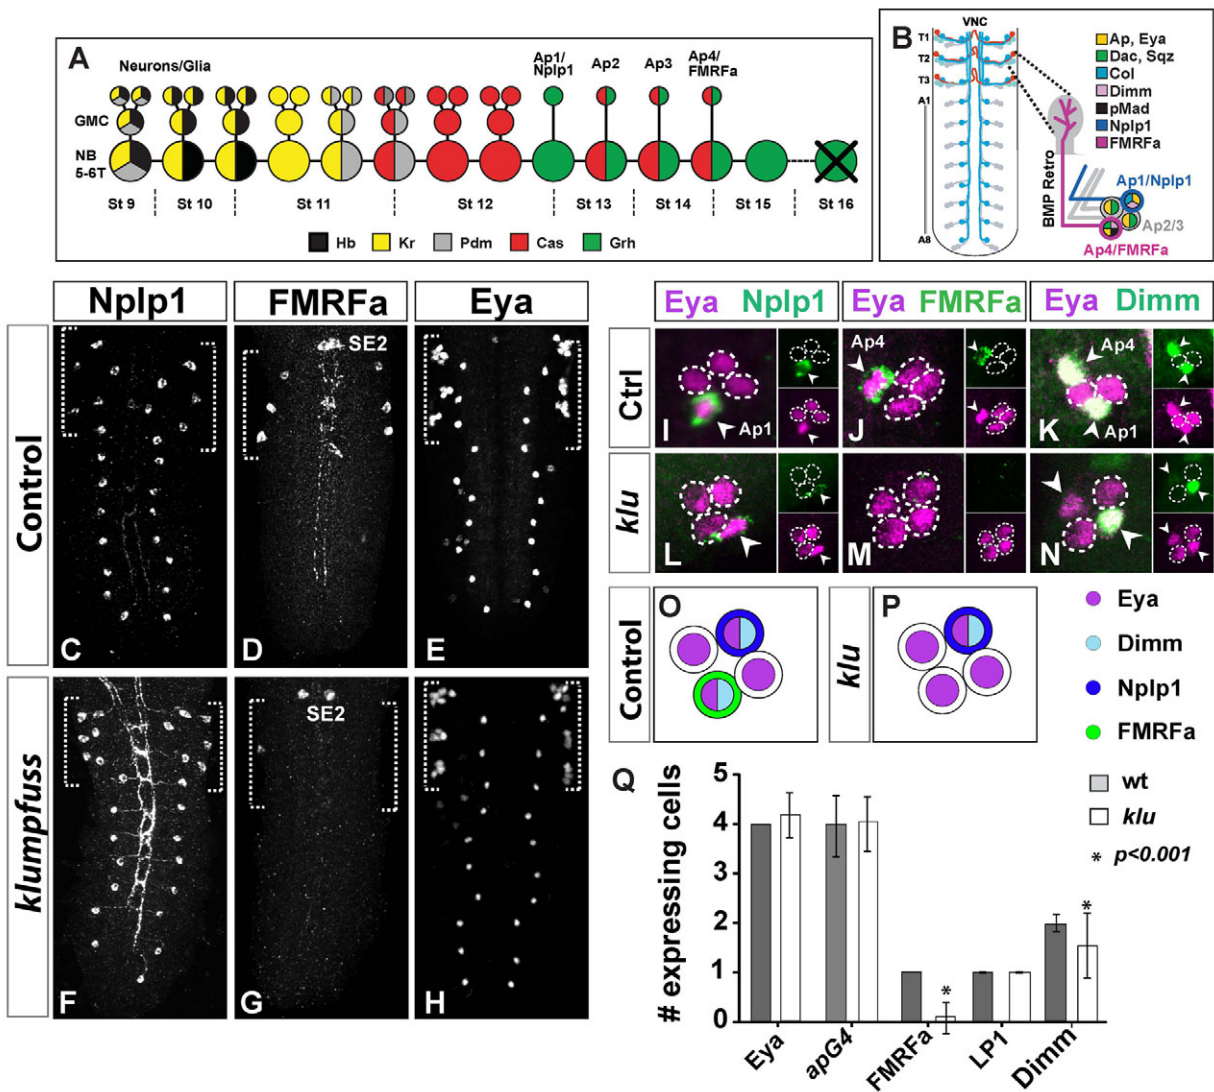 A
Neurons/Glia
Ap1/ Nplp1
Ap2
Ap3
Ap4/ FMRFa
GMC
NB 5-6T
St 9 St 10 St 11 St 12 St 13 St 14 St 15 St 16
Hb Kr Pdm Cas Grh
B
VNC
T1
T2
T3
A1
A8
Ap, Eya
Dac, Sqz
Col
Dimm
pMad
Nplp1
FMRFa
BMP Retro
Ap1/Nplp1
Ap2/3
Ap4/FMRFa
Nplp1 FMRFa Eya
Control
SE2
C D E
klumpfuss
SE2
F G H
Eya Nplp1 Eya FMRFa Eya Dimm
Ctrl
Ap1
Ap4
Ap4
Ap1
I J K
klu
L M N
Control
O
klu
P
Eya
Dimm
Nplp1
FMRFa
Q
# expressing cells
5
4
3
2
1
0
wt
klu
* p<0.001
*
*
Eya apG4 FMRFa LP1 Dimm